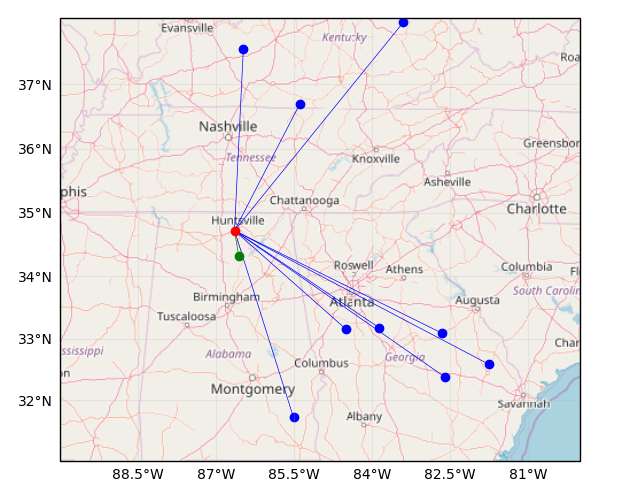 Evansville
Kentucky
Roa
37°N
Nashville
36°N
Greensbor
Tennessee
Knoxville
Asheville
phis
Chattanooga
35°N
Charlotte
Huntsville
Roswell
Athens
Columbia
Fl
34°N
South Carolin
Birmingham
Atlanta
Augusta
Tuscaloosa
33°N
Char
ssissippi
Alabama
Georgia
Columbus
on
Montgomery
32°N
Savannah
Albany
88.5°W
87°W
85.5°W
84°W
82.5°W
81°W